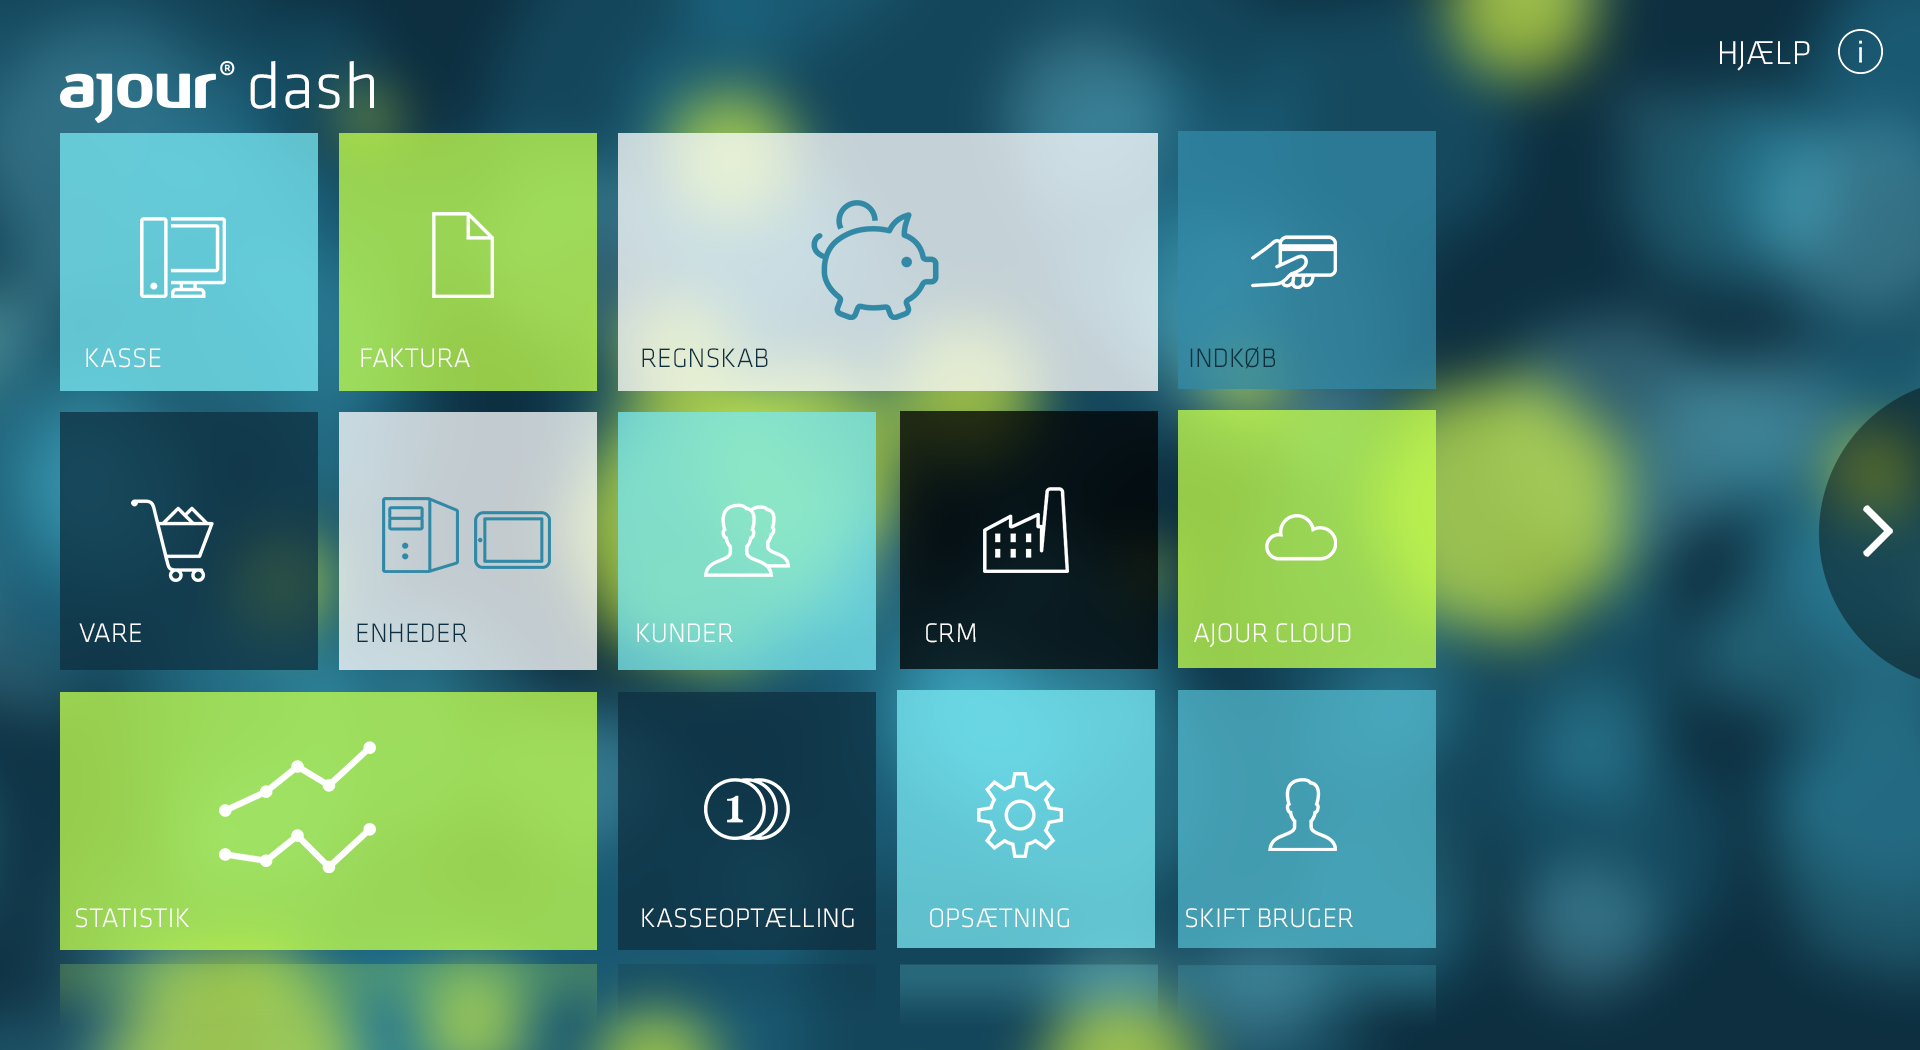 HJÆLP i
ajour® dash
KASSE
FAKTURA
REGNSKAB
INDKØB
VARE
ENHEDER
KUNDER
CRM
AJOUR CLOUD
STATISTIK
1
KASSEOPTÆLLING
OPSÆTNING
SKIFT BRUGER